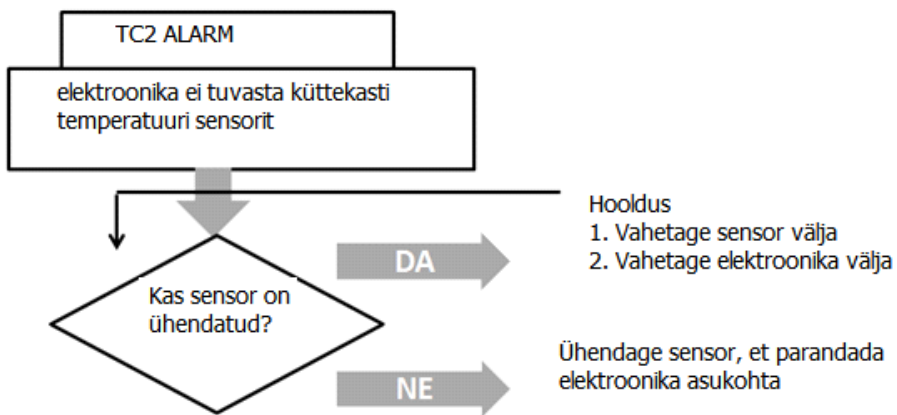 TC2 ALARM
elektroonika ei tuvasta küttekasti
temperatuuri sensorit
Hooldus
1. Vahetage sensor välja
2. Vahetage elektroonika välja
DA
Kas sensor on
ühendatud?
Ühendage sensor, et parandada
elektroonika asukohta
NE